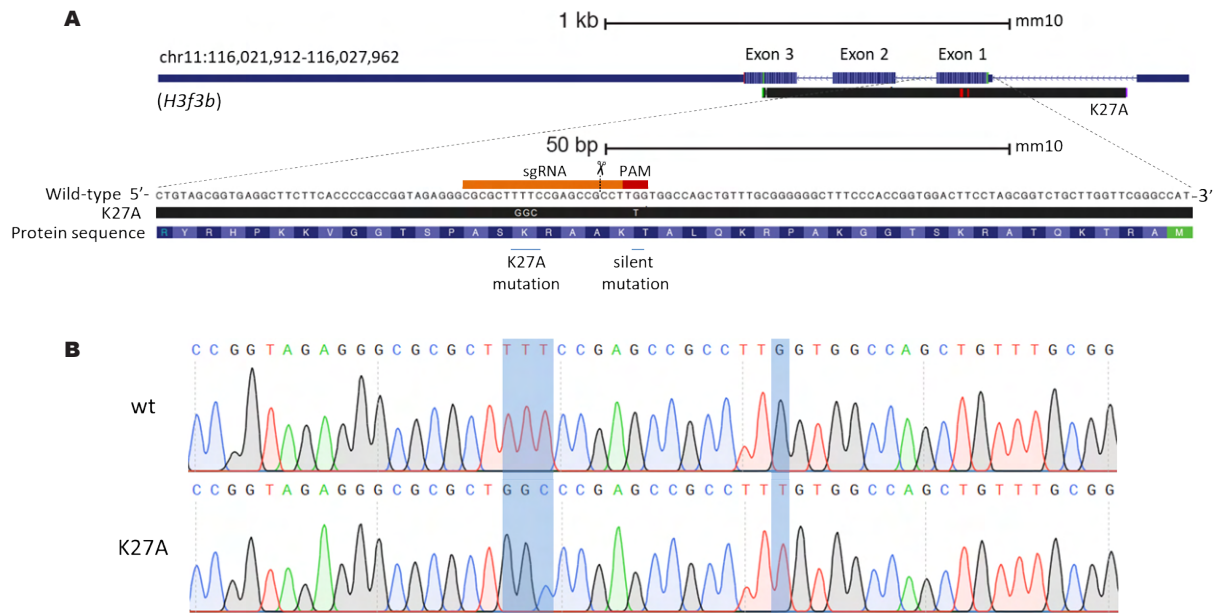 A
1 kb
mm10
chr11:116,021,912-116,027,962
Exon 3
Exon 2
Exon 1
(H3f3b)
K27A
50 bp
mm10
sgRNA
PAM
Wild-type 5'- CTGTAGCGGTGAGGCTTCTTCACCCCGCCGGTAGAGGGCGCGCTTTTCCGAGCCGCCTTGGTGGCCAGCTGTTTGCGGGGGGCTTTCCCACCGGTGGACTTCCTAGCGGTCTGCTTGGTTCGGGCCAT -3'
K27A GGC T
Protein sequence R Y R H P K K V G G T S P A S K R A A K T A L Q K R P A K G G T S K R A T Q K T R A M
K27A
mutation
silent
mutation
B
C C G G T A G A G G G C G C G C T T T T C C G A G C C G C C T T G G T G G C C A G C T G T T T G C G G
wt
C C G G T A G A G G G C G C G C T G G C C C G A G C C G C C T T T G T G G C C A G C T G T T T G C G G
K27A